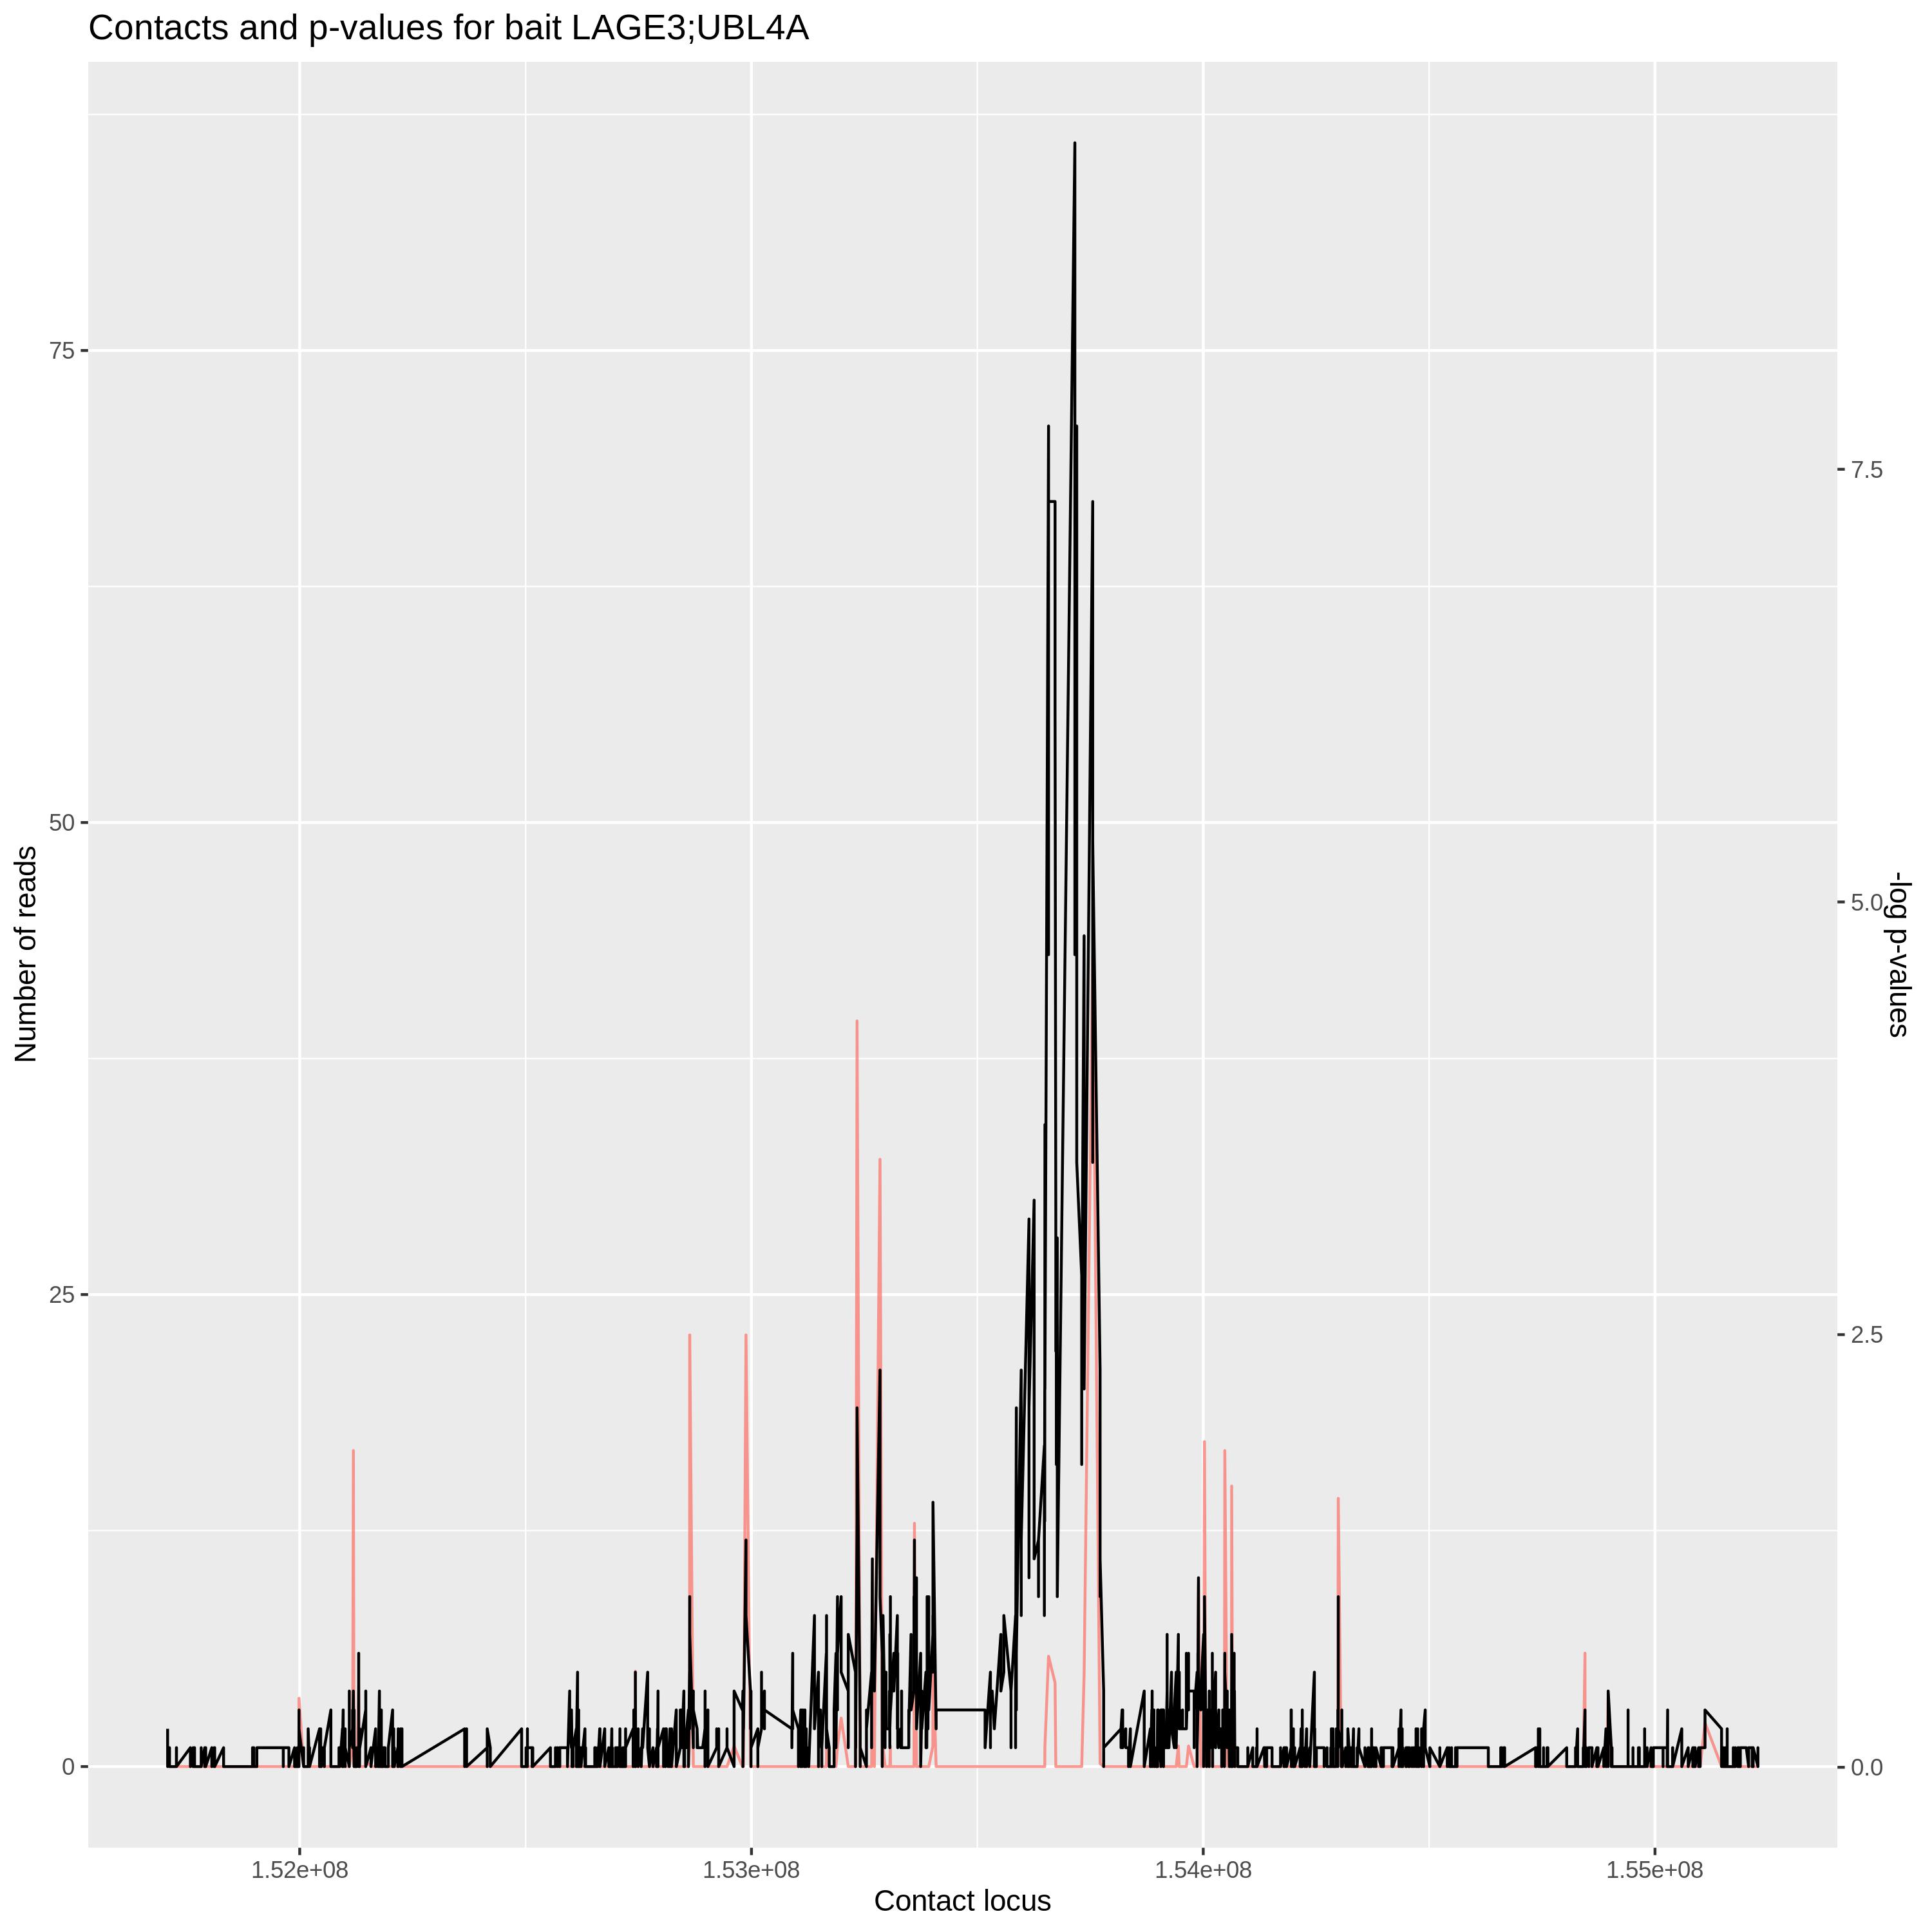 Contacts and p-values for bait LAGE3;UBL4A
75
50
25
0
Number of reads
7.5
5.0
2.5
0.0
-log p-values
1.52e+08
1.53e+08
1.54e+08
1.55e+08
Contact locus